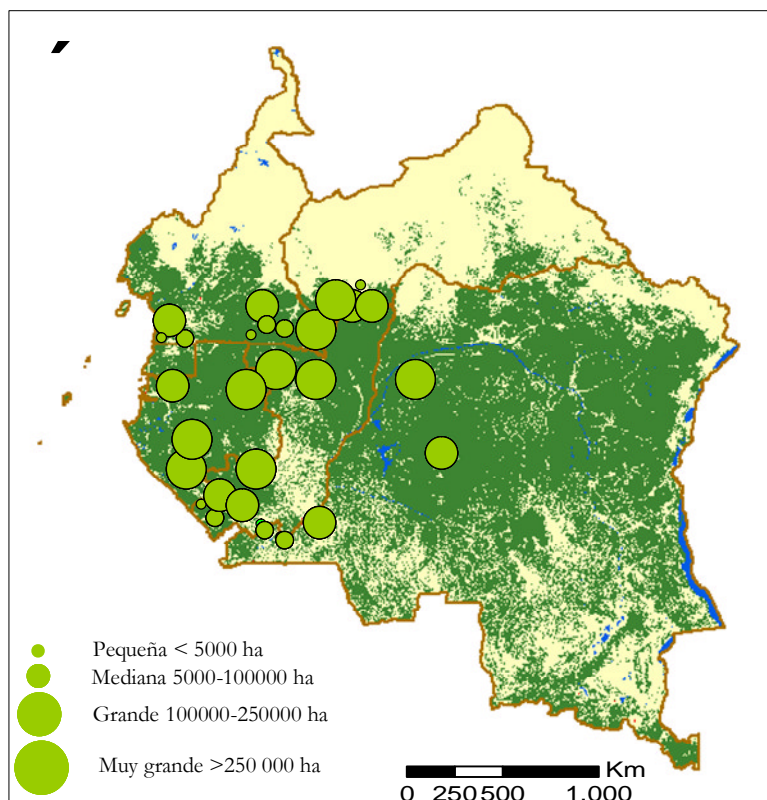 Pequeña < 5000 ha
Mediana 5000-100000 ha
Grande 100000-250000 ha
Muy grande >250 000 ha
Km
0 250 500 1.000